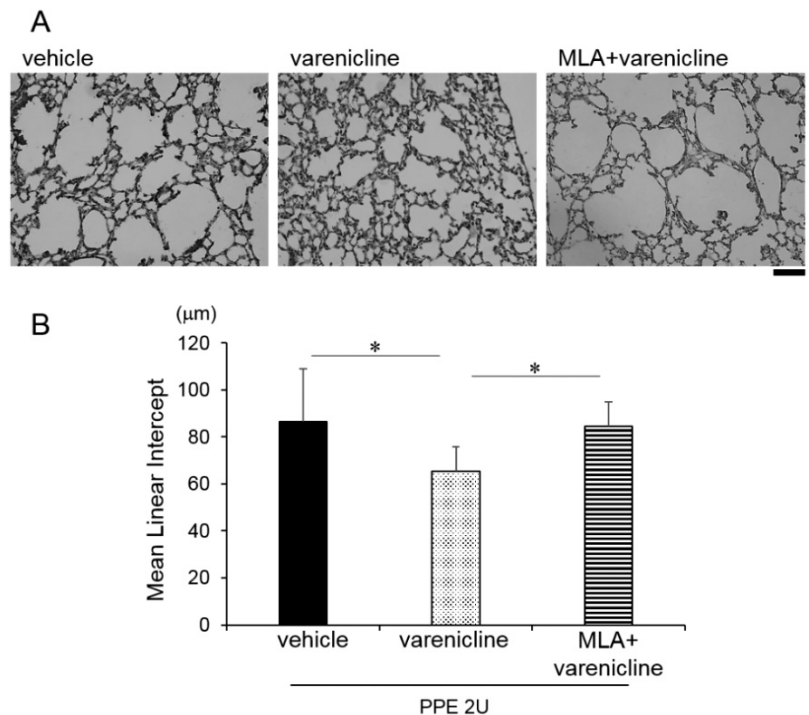 A
vehicle
varenicline
MLA+varenicline
B
(μm)
120
100
80
60
40
20
0
Mean Linear Intercept
*
*
vehicle
varenicline
MLA+
varenicline
PPE 2U